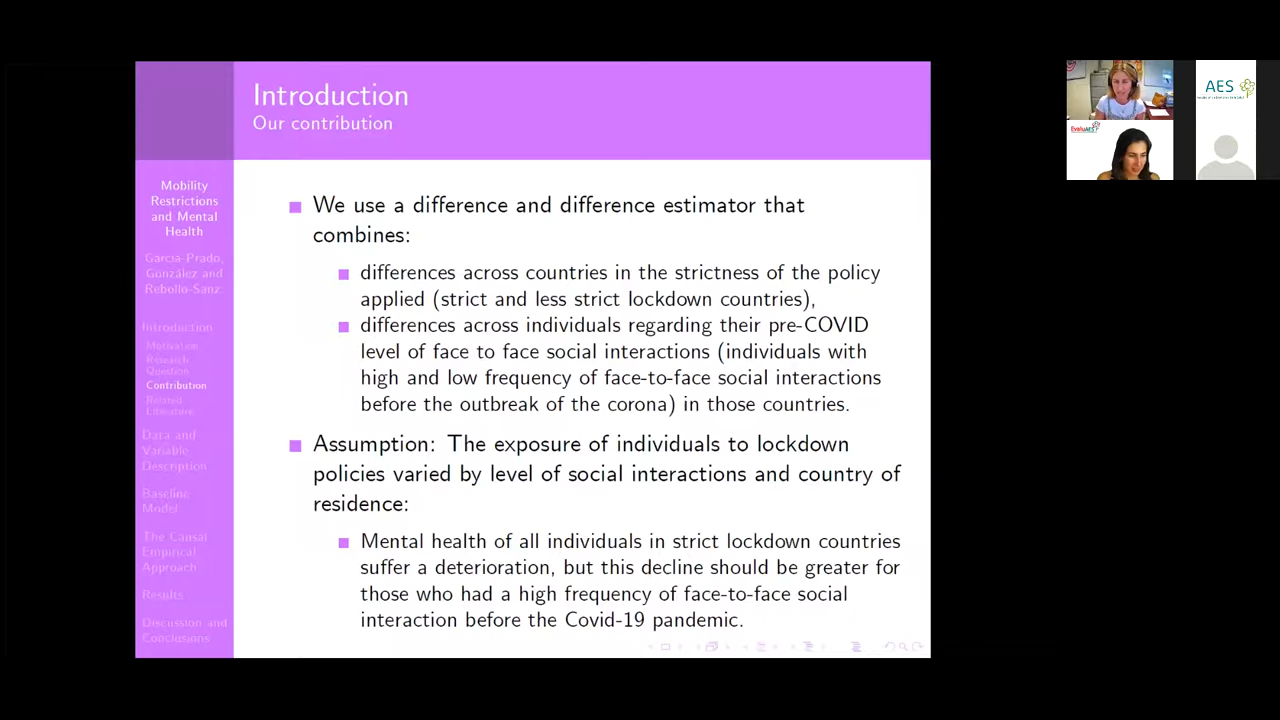 Introduction
Our contribution
Mobility
Restrictions
and Mental
Health
García-Prado,
González and
Rebollo-Sanz
Introduction
Motivation
Research
Question
Contribution
Related
Literature
Data and
Variable
Description
Baseline
Model
The Causal
Empirical
Approach
Results
Discussion and
Conclusions
We use a difference and difference estimator that
combines:
differences across countries in the strictness of the policy
applied (strict and less strict lockdown countries),
differences across individuals regarding their pre-COVID
level of face to face social interactions (individuals with
high and low frequency of face-to-face social interactions
before the outbreak of the corona) in those countries.
Assumption: The exposure of individuals to lockdown
policies varied by level of social interactions and country of
residence:
Mental health of all individuals in strict lockdown countries
suffer a deterioration, but this decline should be greater for
those who had a high frequency of face-to-face social
interaction before the Covid-19 pandemic.
AES
EvaluAES